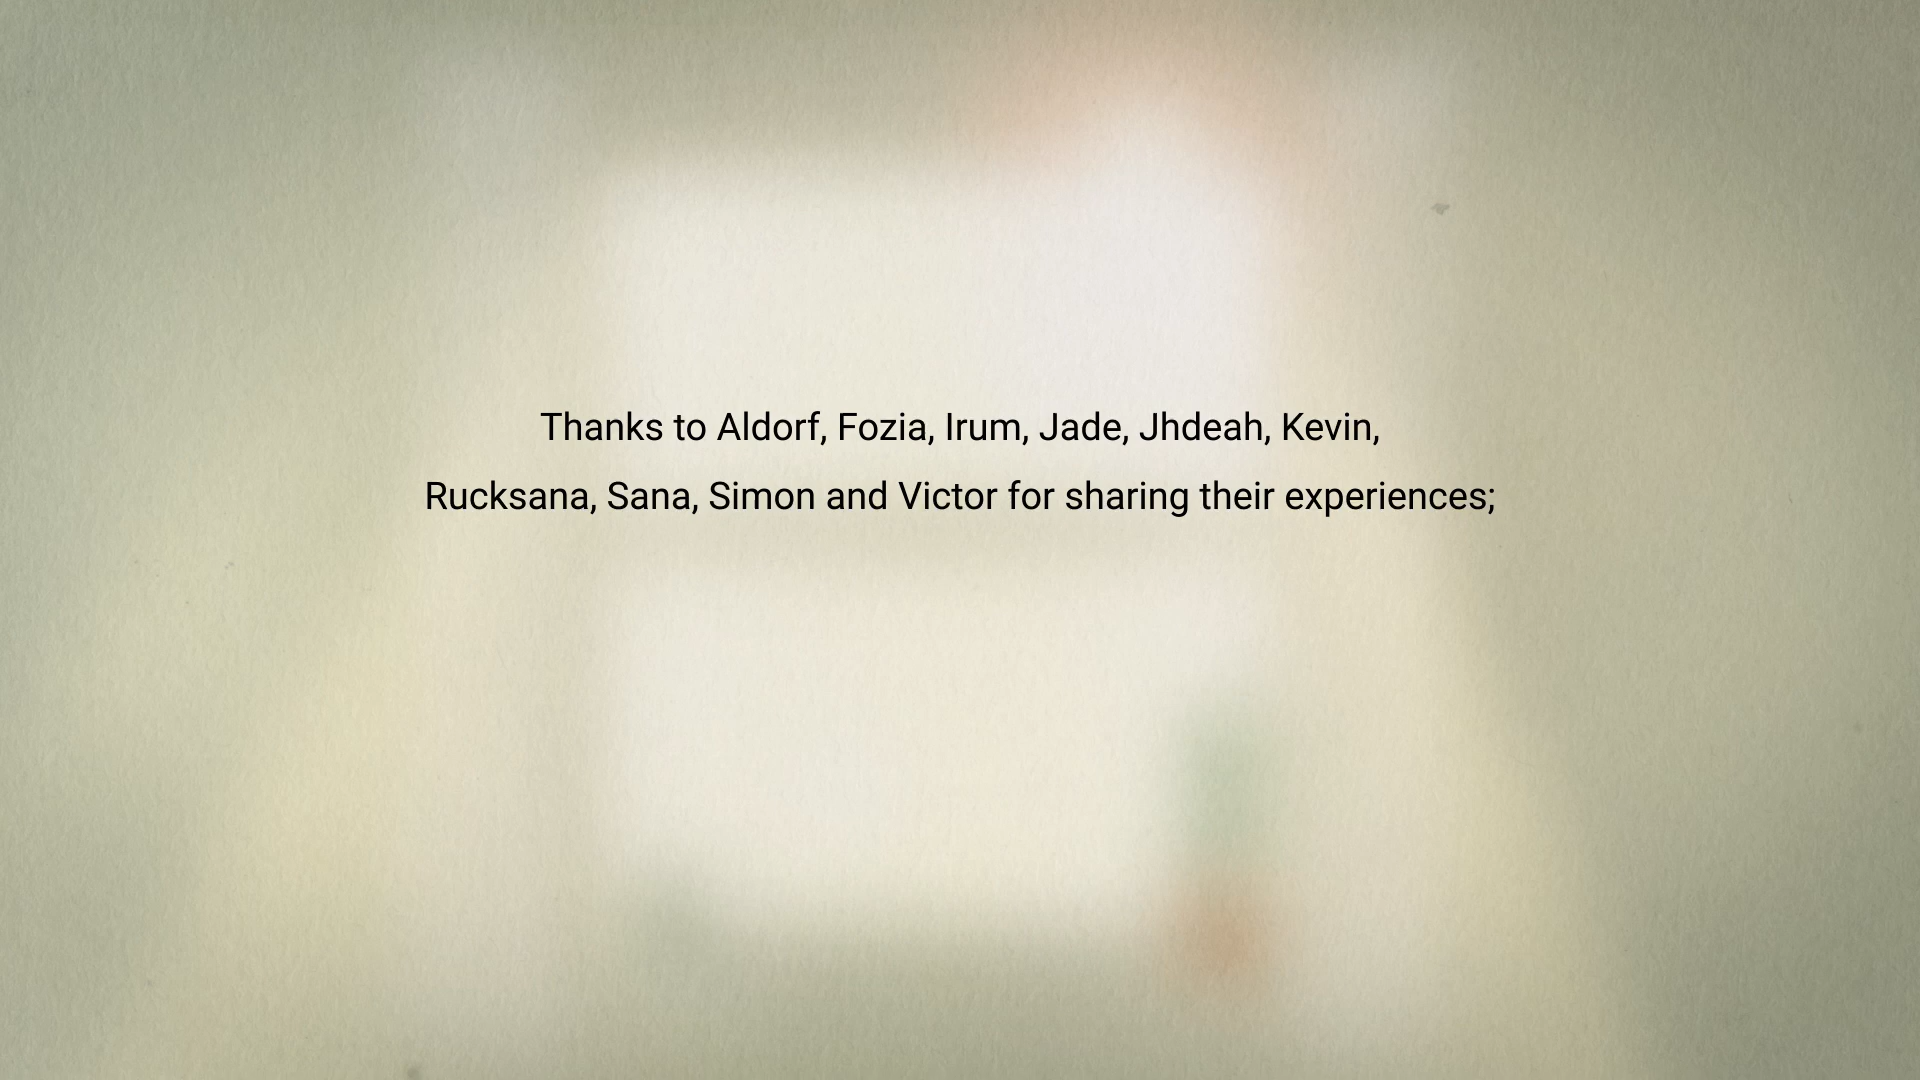 Thanks to Aldorf, Fozia, Irum, Jade, Jhdeah, Kevin,
Rucksana, Sana, Simon and Victor for sharing their experiences;